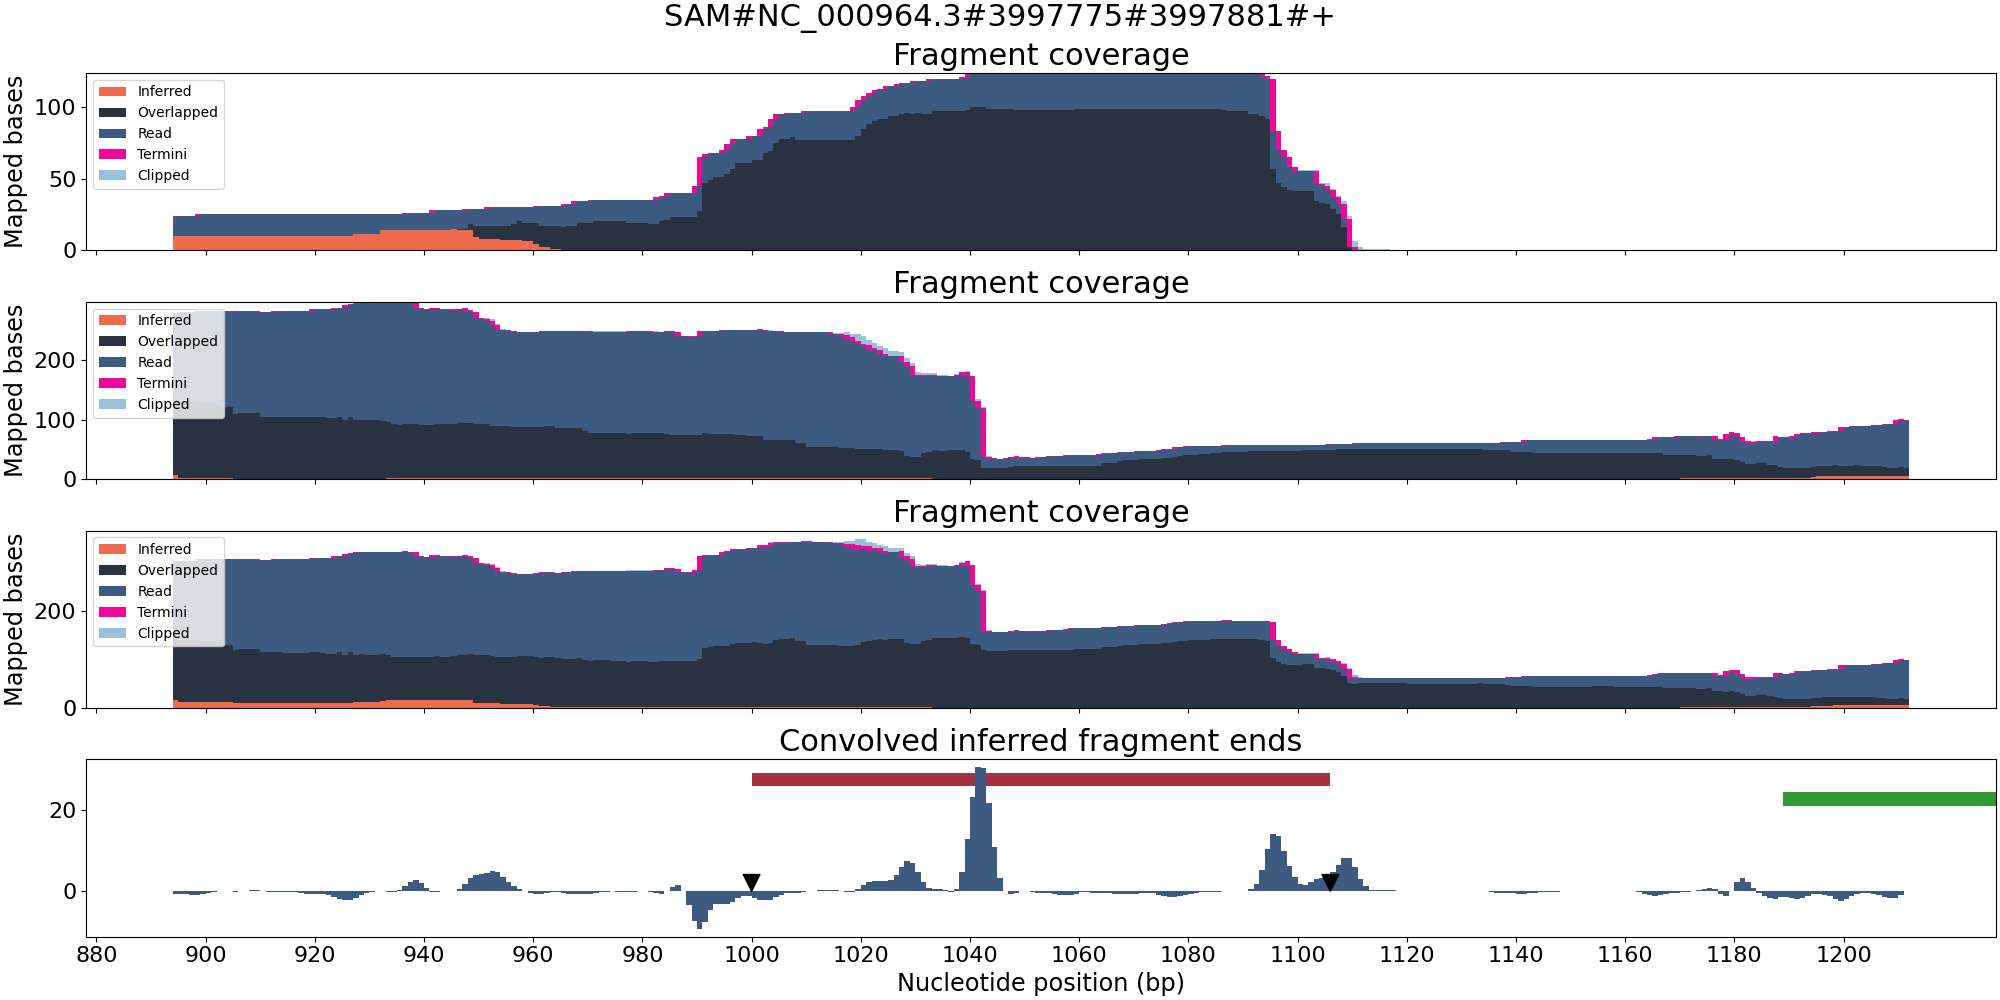 SAM#NC_000964.3#3997775#3997881#+
Fragment coverage
Mapped bases
100
50
0
Inferred
Overlapped
Read
Termini
Clipped
Fragment coverage
Mapped bases
200
100
0
Inferred
Overlapped
Read
Termini
Clipped
Fragment coverage
Mapped bases
200
0
Inferred
Overlapped
Read
Termini
Clipped
Convolved inferred fragment ends
20
0
880 900 920 940 960 980 1000 1020 1040 1060 1080 1100 1120 1140 1160 1180 1200
Nucleotide position (bp)